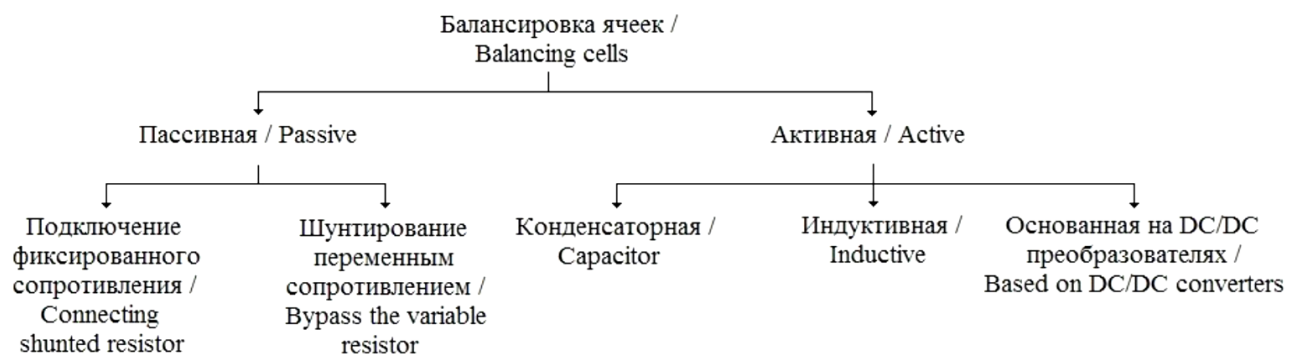 Балансировка ячеек /
Balancing cells
Пассивная / Passive
Активная / Active
Подключение
фиксированного
сопротивления /
Connecting
shunted resistor
Шунтирование
переменным
сопротивлением /
Bypass the variable
resistor
Конденсаторная /
Capacitor
Индуктивная /
Inductive
Основанная на DC/DC
преобразователях /
Based on DC/DC converters